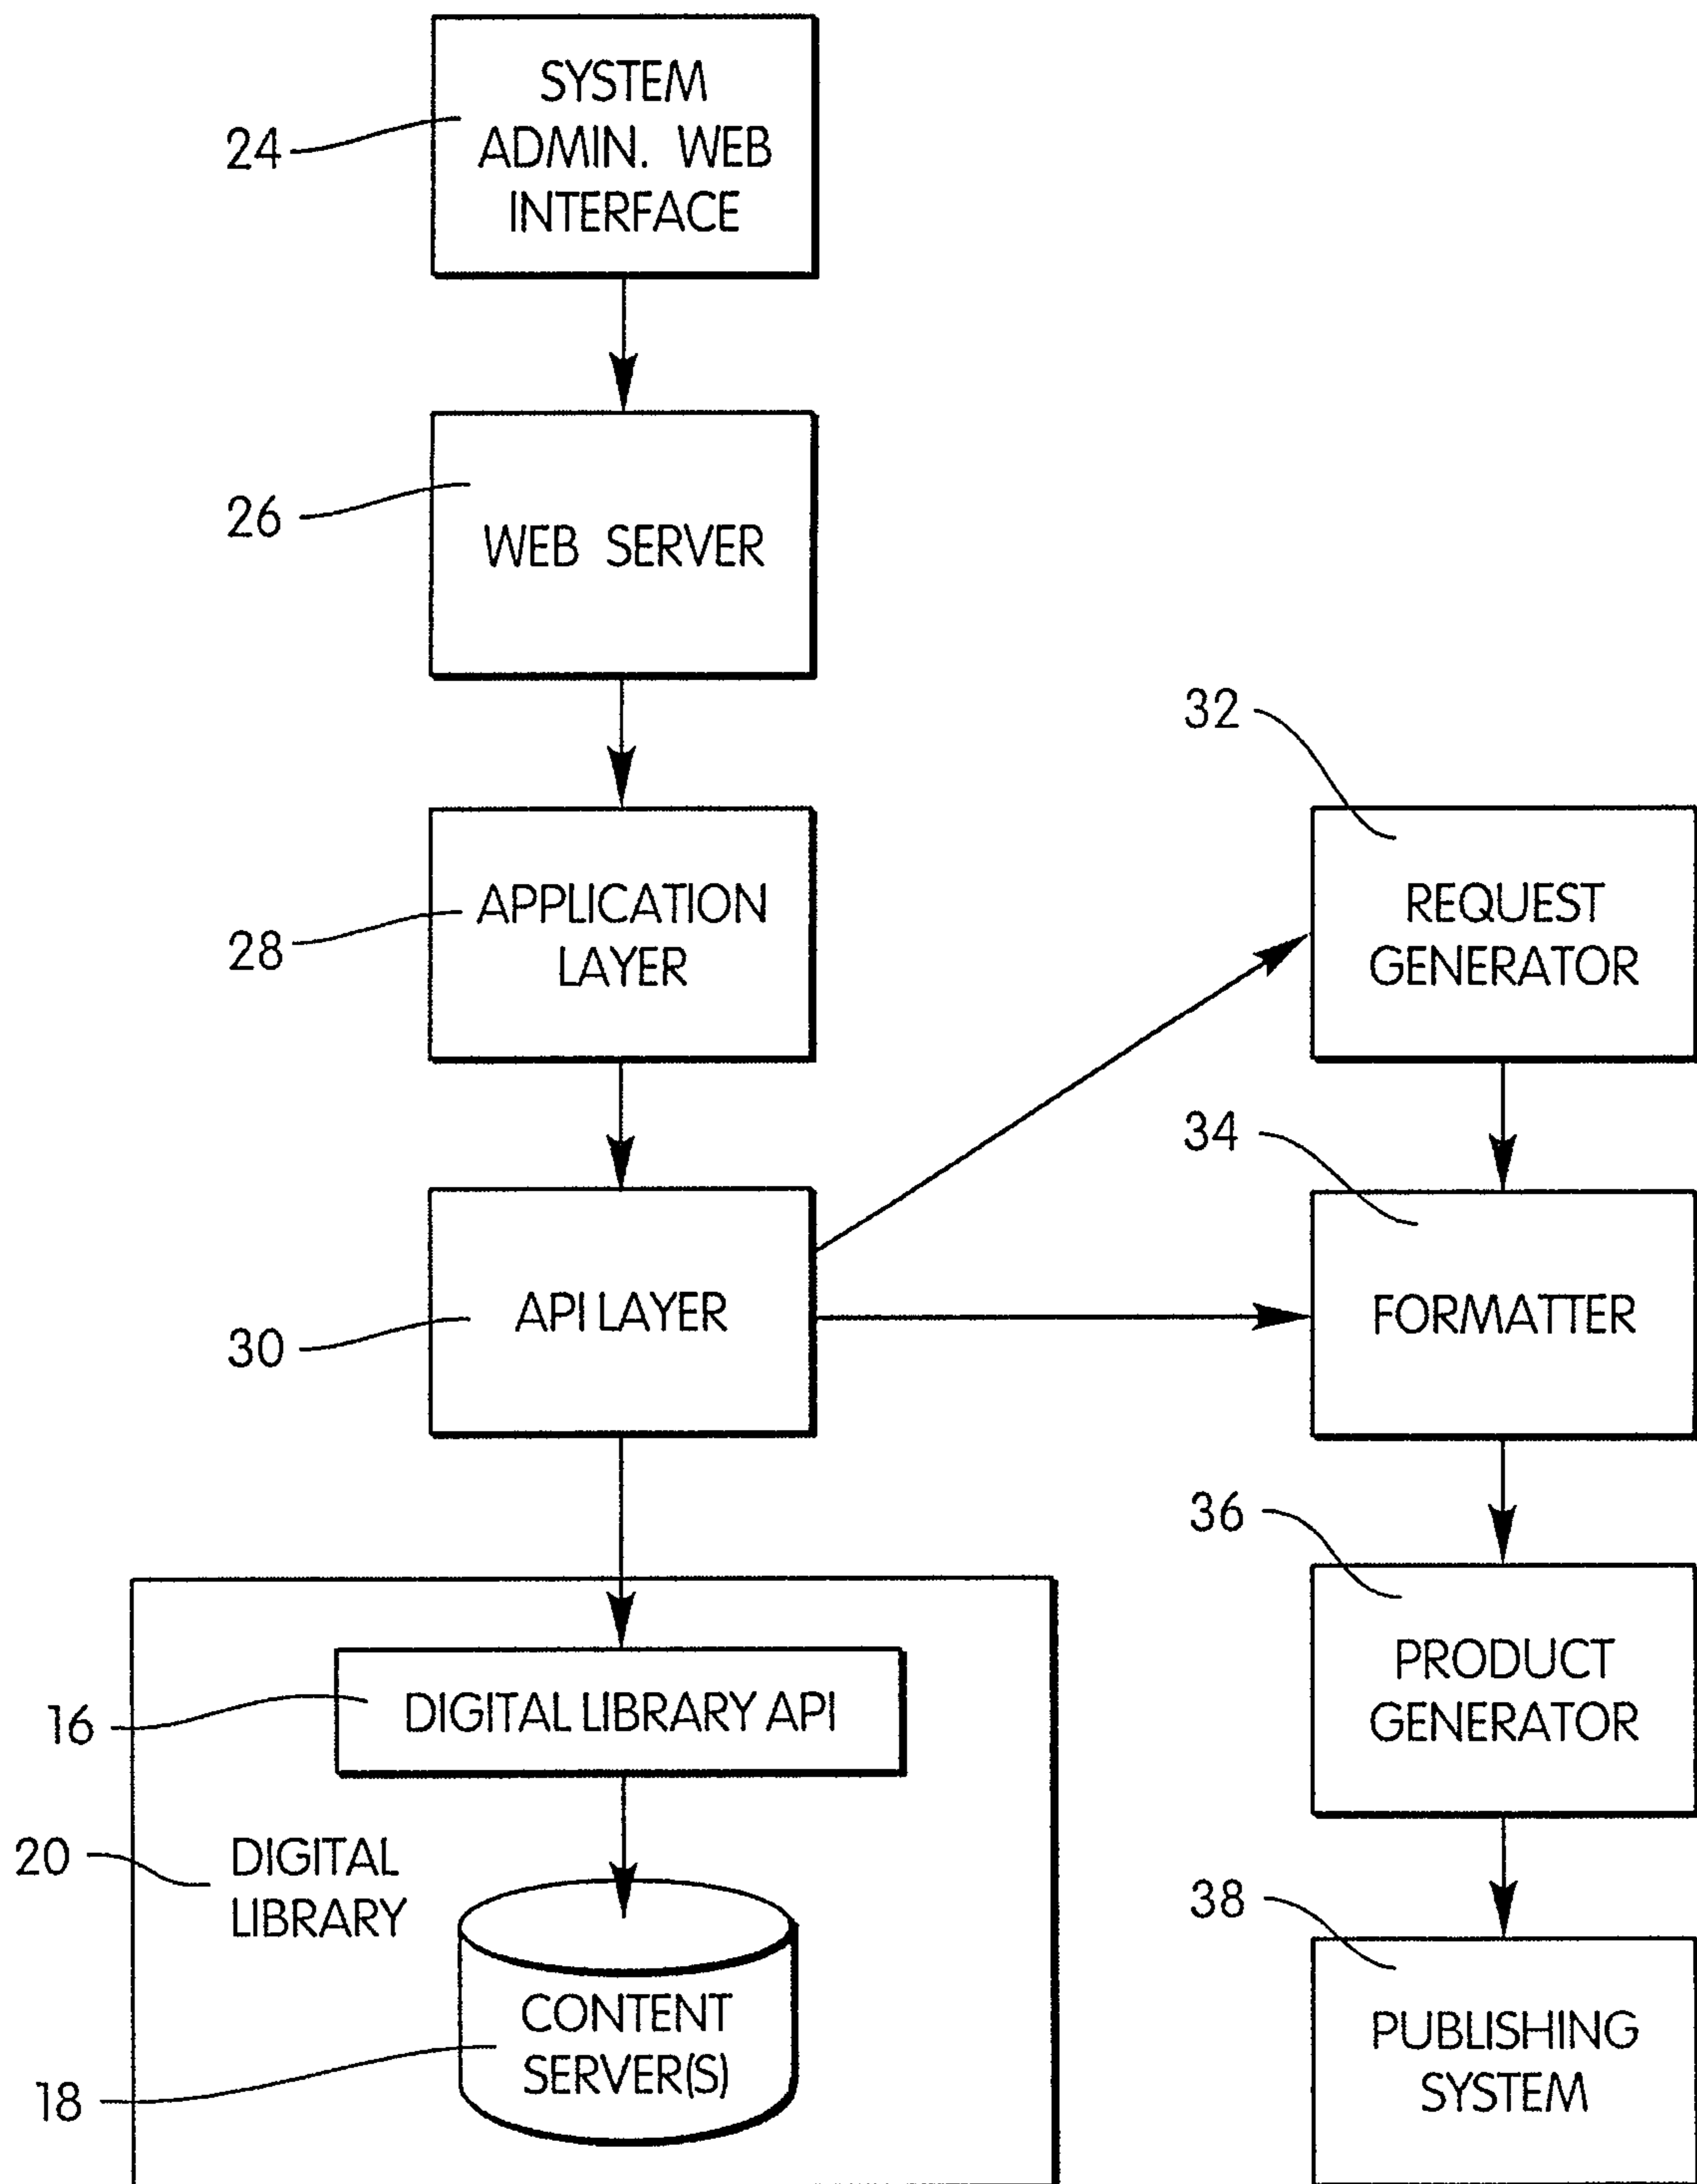 SYSTEM
ADMIN. WEB
INTERFACE
24
26
WEB SERVER
32
28
APPLICATION
LAYER
REQUEST
GENERATOR
34
30
API LAYER
FORMATTER
36
16
DIGITAL LIBRARY API
PRODUCT
GENERATOR
20
DIGITAL
LIBRARY
38
18
CONTENT
SERVER(S)
PUBLISHING
SYSTEM